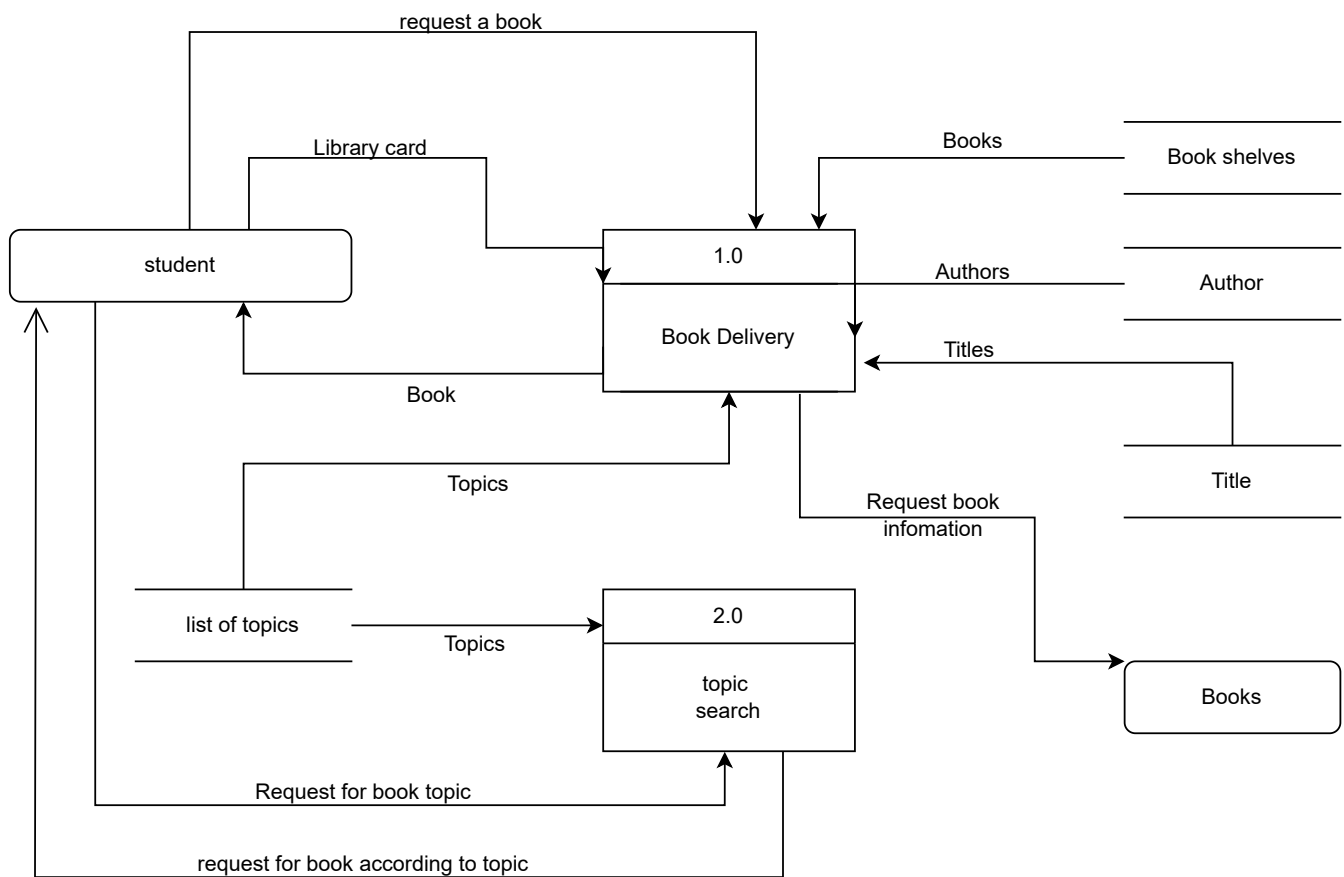 request a book
Library card
Books
Book shelves
student
1.0
Authors
Author
Book Delivery
Titles
Book
Topics
Title
Request book
infomation
list of topics
2.0
Topics
topic
search
Books
Request for book topic
request for book according to topic